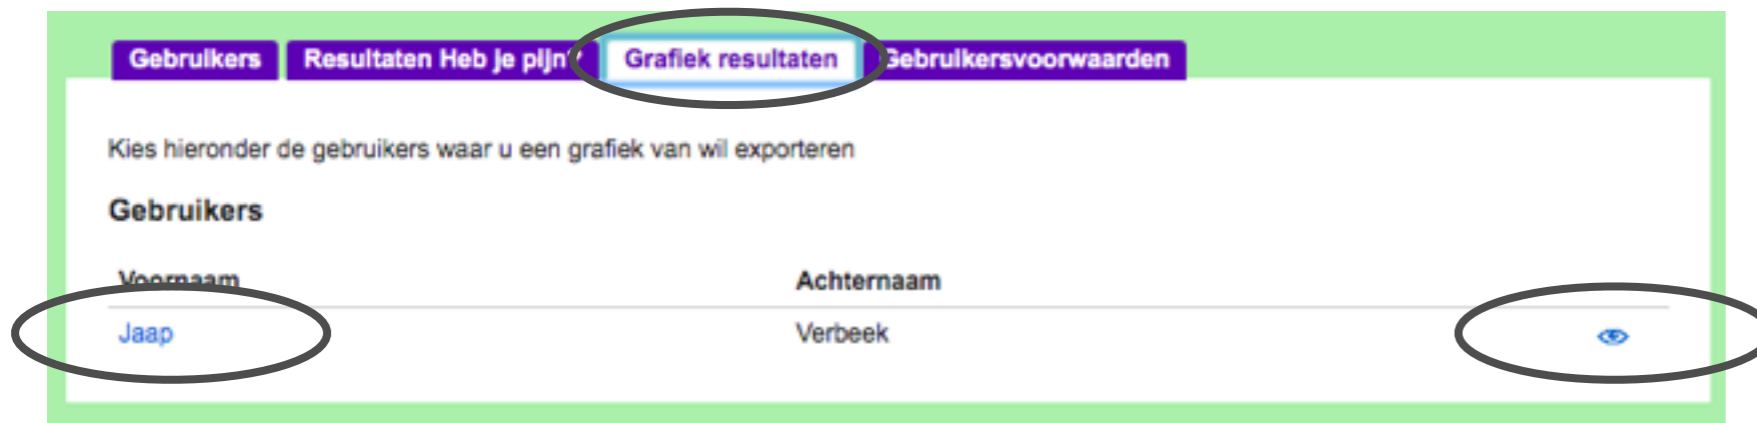 Gebruikers Resultaten Heb je pijn? Grafiek resultaten Gebruikersvoorwaarden
Kies hieronder de gebruikers waar u een grafiek van wil exporteren
Gebruikers
Voornaam Achternaam
Jaap Verbeek